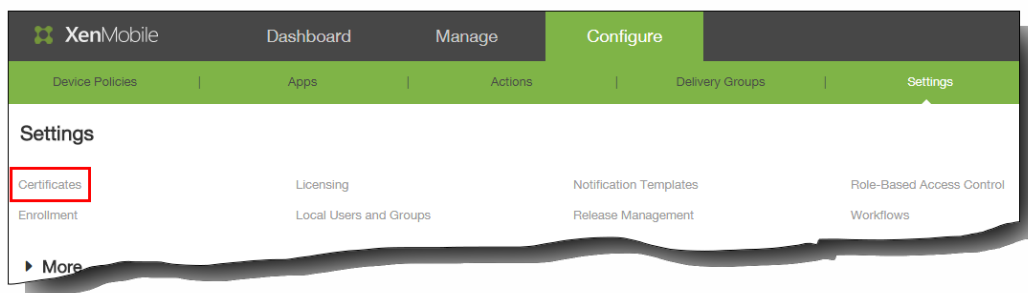 XenMobile Dashboard Manage Configure
Device Policies | Apps | Actions | Delivery Groups | Settings
Settings
Certificates Licensing Notification Templates Role-Based Access Control
Enrollment Local Users and Groups Release Management Workflows
More